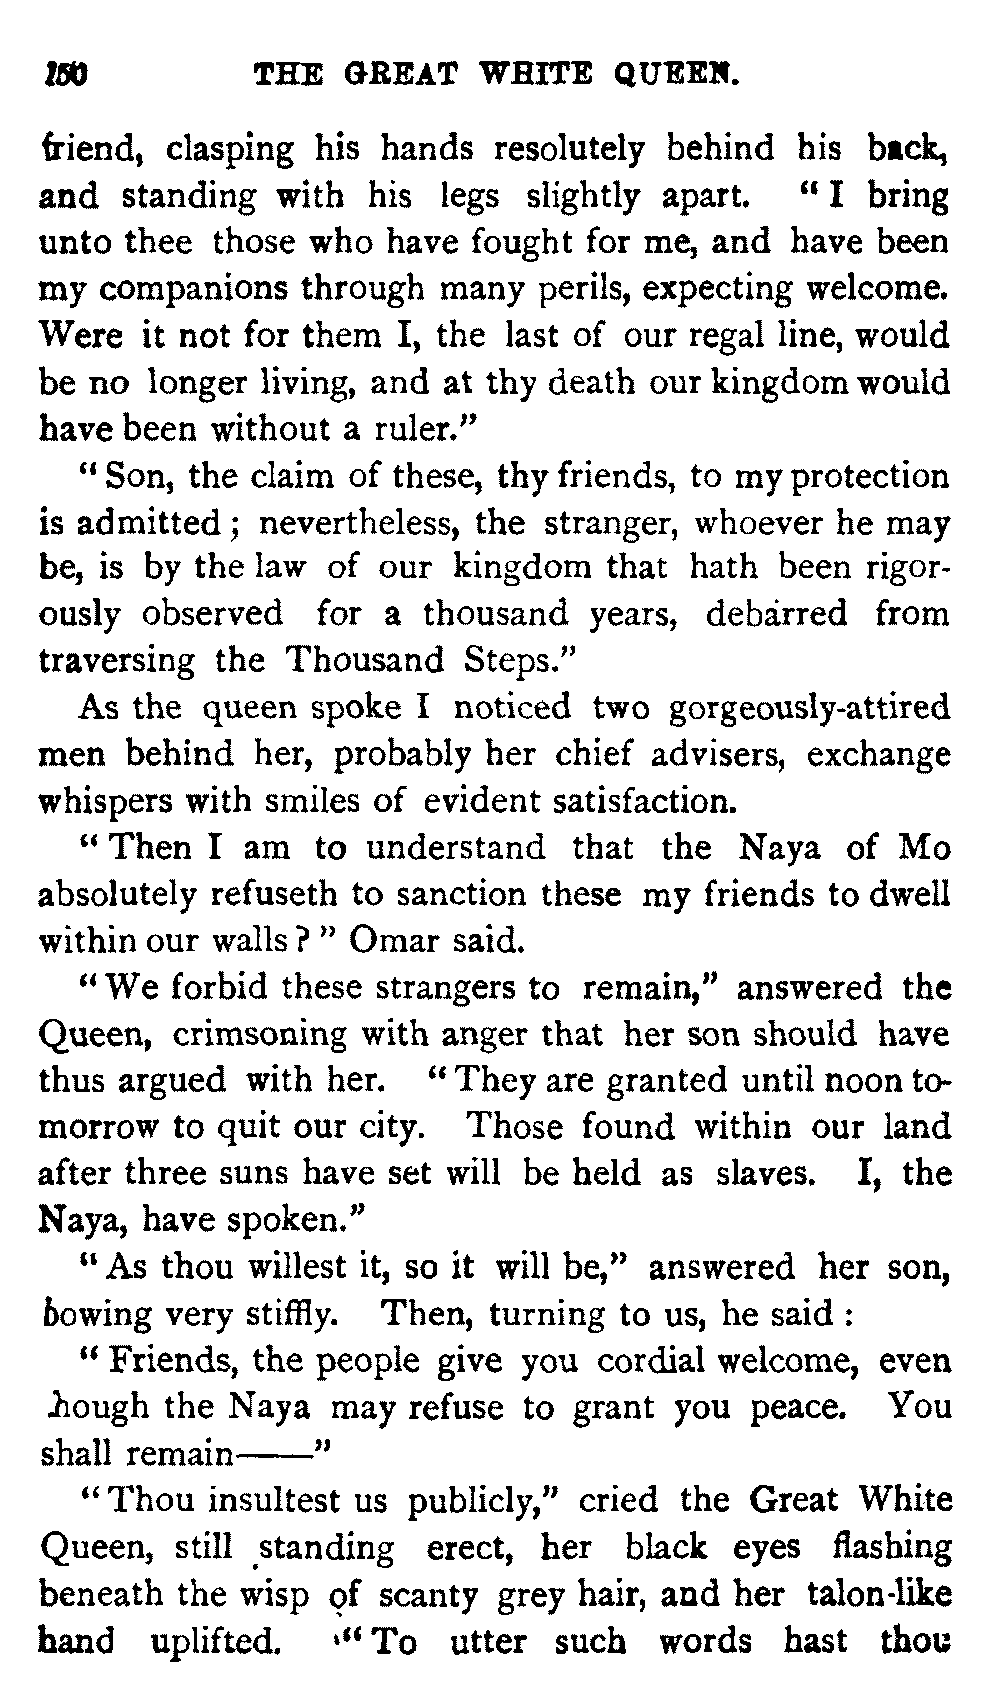 150 THE GREAT WHITE QUEEN.
friend, clasping his hands resolutely behind his back,
and standing with his legs slightly apart. “ I bring
unto thee those who have fought for me, and have been
my companions through many perils, expecting welcome.
Were it not for them I, the last of our regal line, would
be no longer living, and at thy death our kingdom would
have been without a ruler.”
“ Son, the claim of these, thy friends, to my protection
is admitted ; nevertheless, the stranger, whoever he may
be, is by the law of our kingdom that hath been rigor-
ously observed for a thousand years, debarred from
traversing the Thousand Steps.”
As the queen spoke I noticed two gorgeously-attired
men behind her, probably her chief advisers, exchange
whispers with smiles of evident satisfaction.
“ Then I am to understand that the Naya of Mo
absolutely refuseth to sanction these my friends to dwell
within our walls ? ” Omar said.
“ We forbid these strangers to remain,” answered the
Queen, crimsoning with anger that her son should have
thus argued with her. “ They are granted until noon to-
morrow to quit our city. Those found within our land
after three suns have set will be held as slaves. I, the
Naya, have spoken.”
“ As thou willest it, so it will be,” answered her son,
bowing very stiffly. Then, turning to us, he said :
“ Friends, the people give you cordial welcome, even
hough the Naya may refuse to grant you peace. You
shall remain——”
“ Thou insultest us publicly,” cried the Great White
Queen, still standing erect, her black eyes flashing
beneath the wisp of scanty grey hair, and her talon-like
hand uplifted. “ To utter such words hast thou